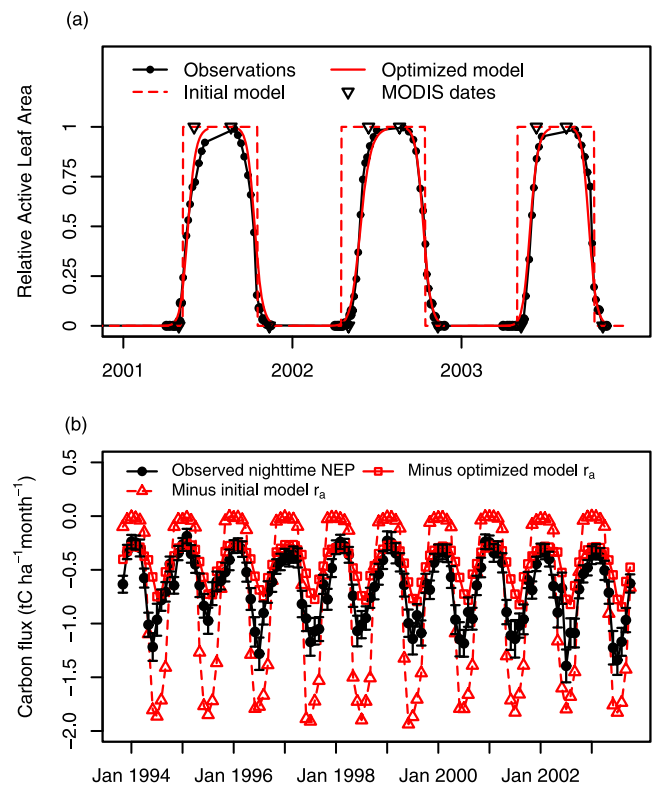 (a)
Observations Optimized model
Initial model MODIS dates
Relative Active Leaf Area
1
0.75
0.5
0.25
0
2001 2002 2003
(b)
Observed nighttime NEP Minus optimized model rₐ
Minus initial model rₐ
Carbon flux (tC ha⁻¹month⁻¹)
0.5
0.0
−0.5
−1.0
−1.5
−2.0
Jan 1994 Jan 1996 Jan 1998 Jan 2000 Jan 2002